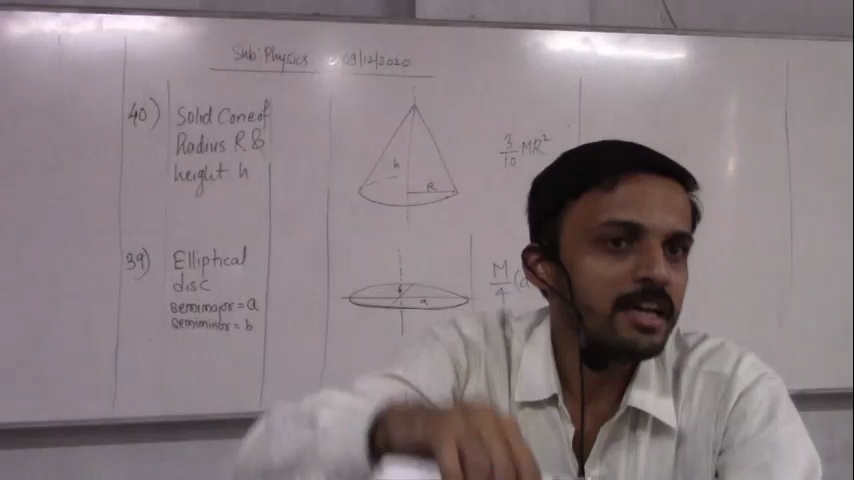 Sub: Physics 09/12/2020
40) Solid Cone of
Radius R &
height h
h
R
3/10 MR²
39) Elliptical
disc
semimajor = a
semiminor = b
a
M/4 (a